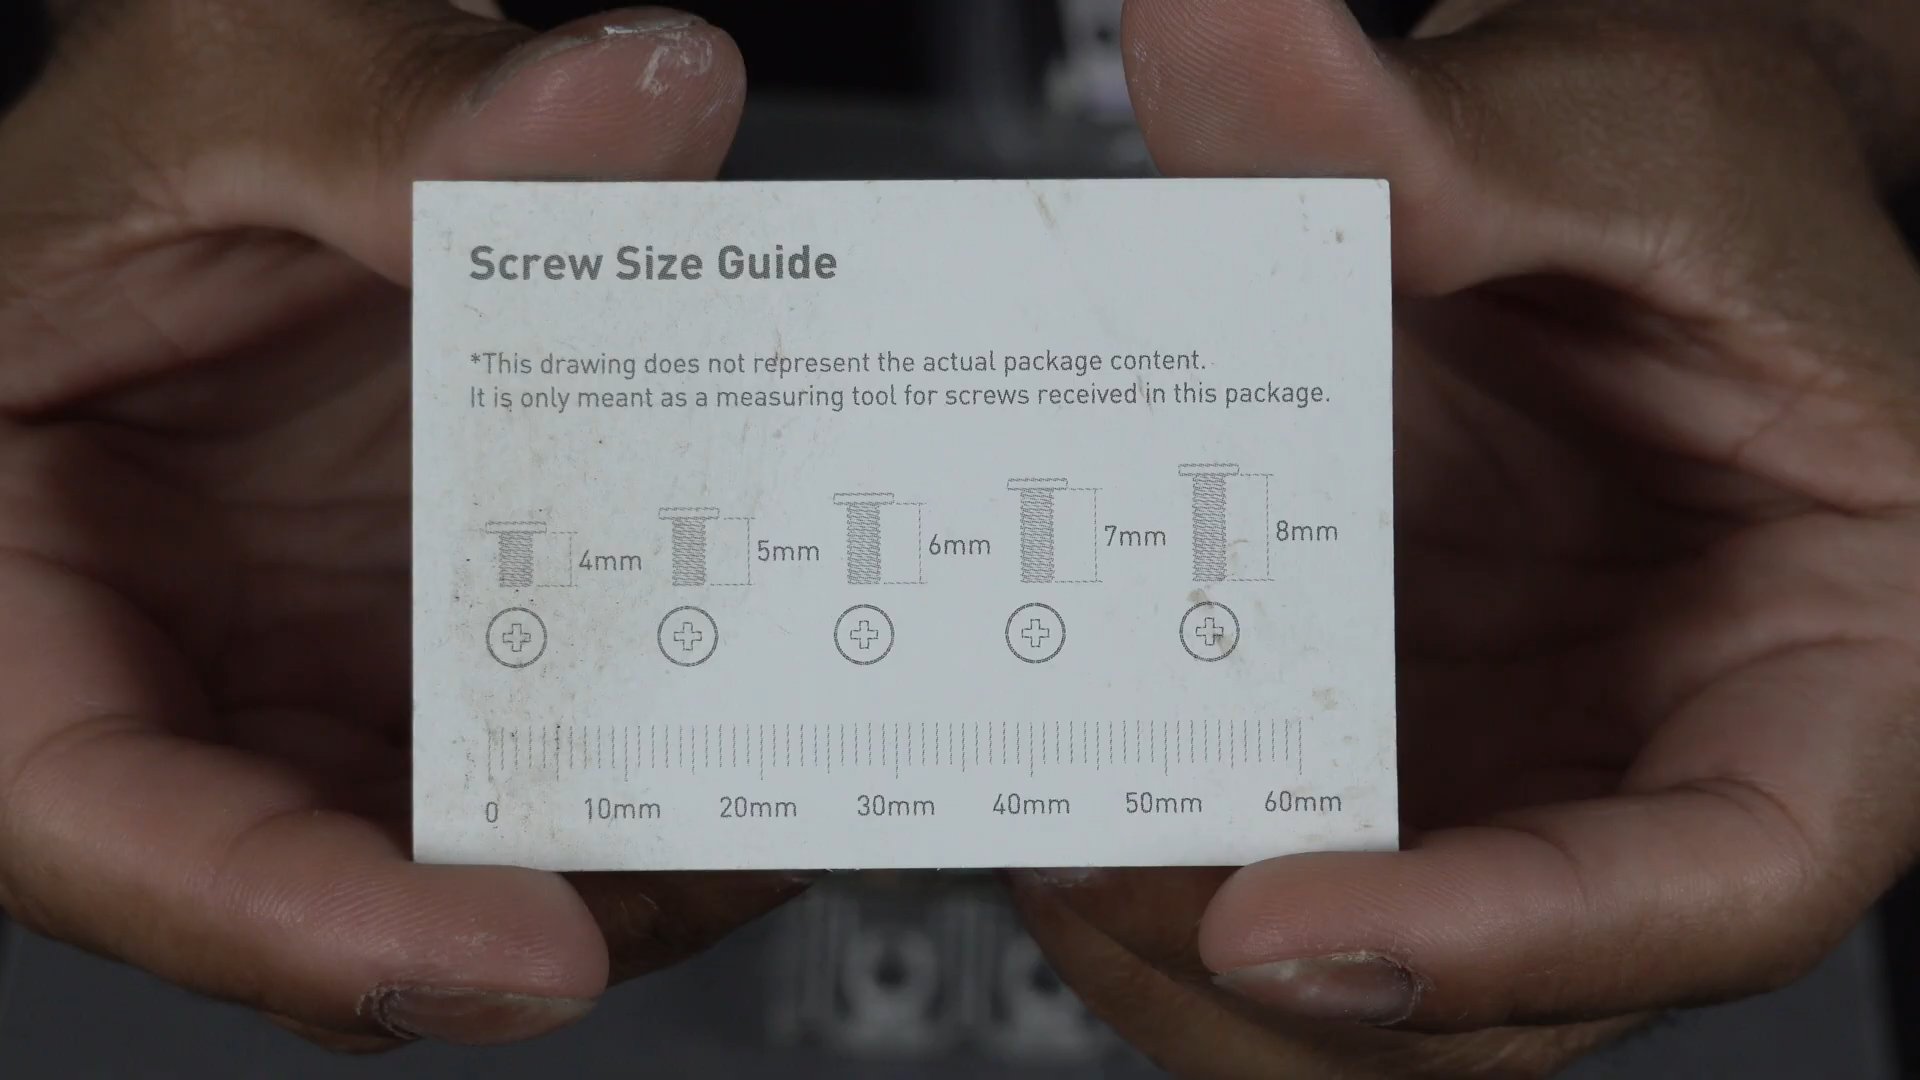 Screw Size Guide
*This drawing does not represent the actual package content.
It is only meant as a measuring tool for screws received in this package.
4mm 5mm 6mm 7mm 8mm
0 10mm 20mm 30mm 40mm 50mm 60mm